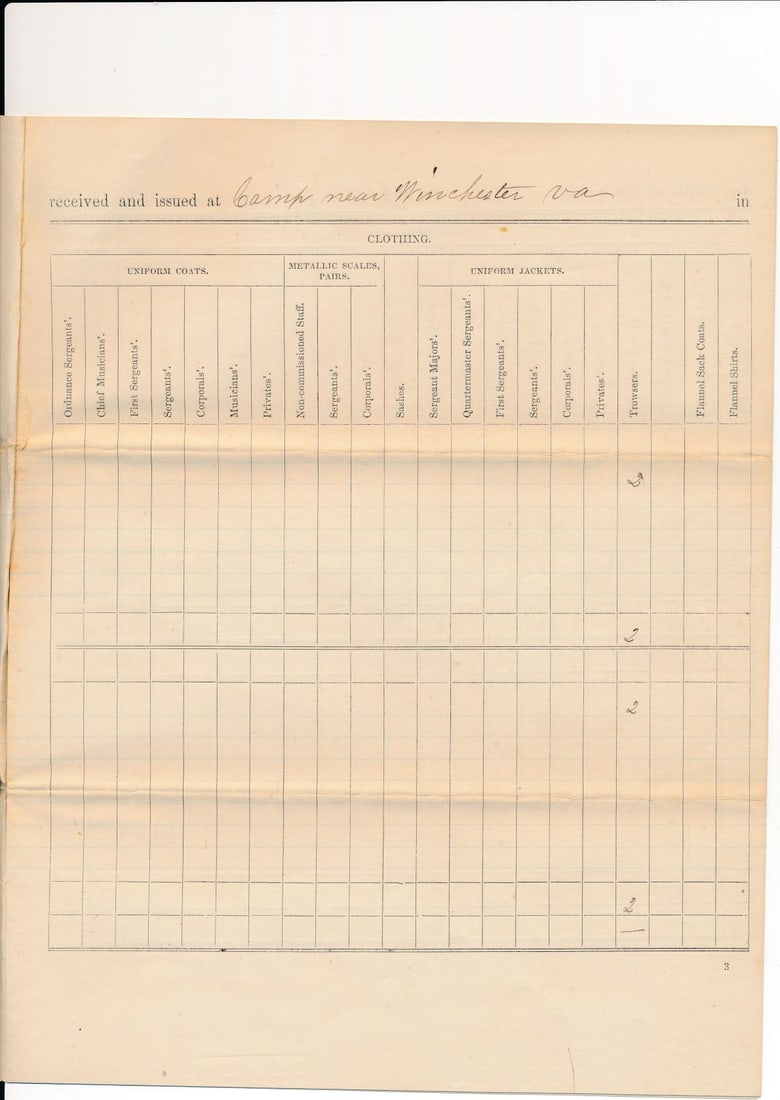 received and issued at Camp near Winchester va in
CLOTHING.
UNIFORM COATS.
METALLIC SCALES, PAIRS.
UNIFORM JACKETS.
Ordnance Sergeants'.
Chief Musicians'.
First Sergeants'.
Sergeants'.
Corporals'.
Musicians'.
Privates'.
Non-commissioned Staff.
Sergeants'.
Corporals'.
Sashes.
Sergeant Majors'.
Quartermaster Sergeants'.
First Sergeants'.
Sergeants'.
Corporals'.
Privates'.
Trowsers.
Flannel Sack Coats.
Flannel Shirts.
2
2
2
3